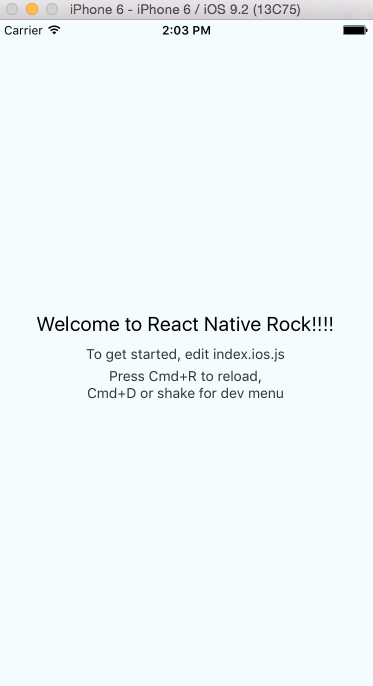 iPhone 6 - iPhone 6 / iOS 9.2 (13C75)
Carrier 2:03 PM
Welcome to React Native Rock!!!!
To get started, edit index.ios.js
Press Cmd+R to reload,
Cmd+D or shake for dev menu